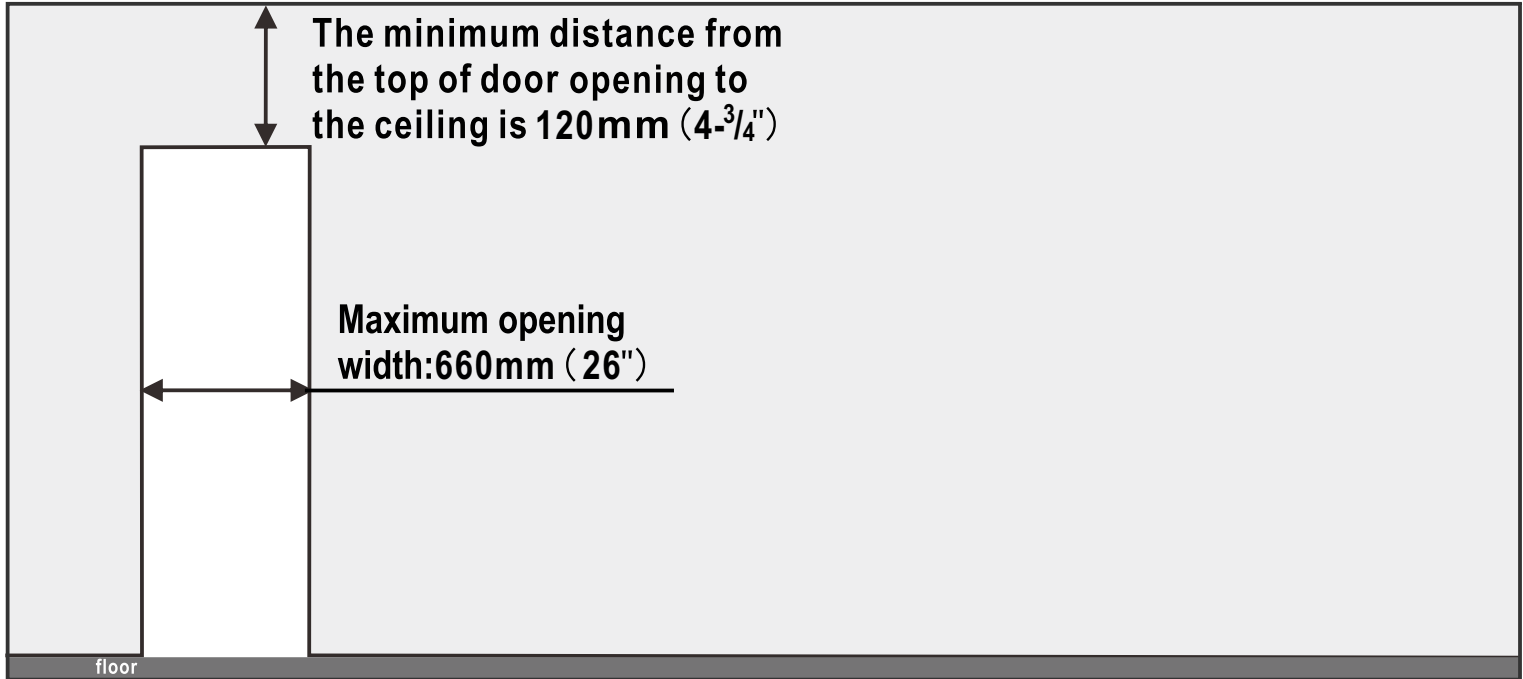 The minimum distance from
the top of door opening to
the ceiling is 120mm（4-3/4"）
Maximum opening
width:660mm（26"）
floor